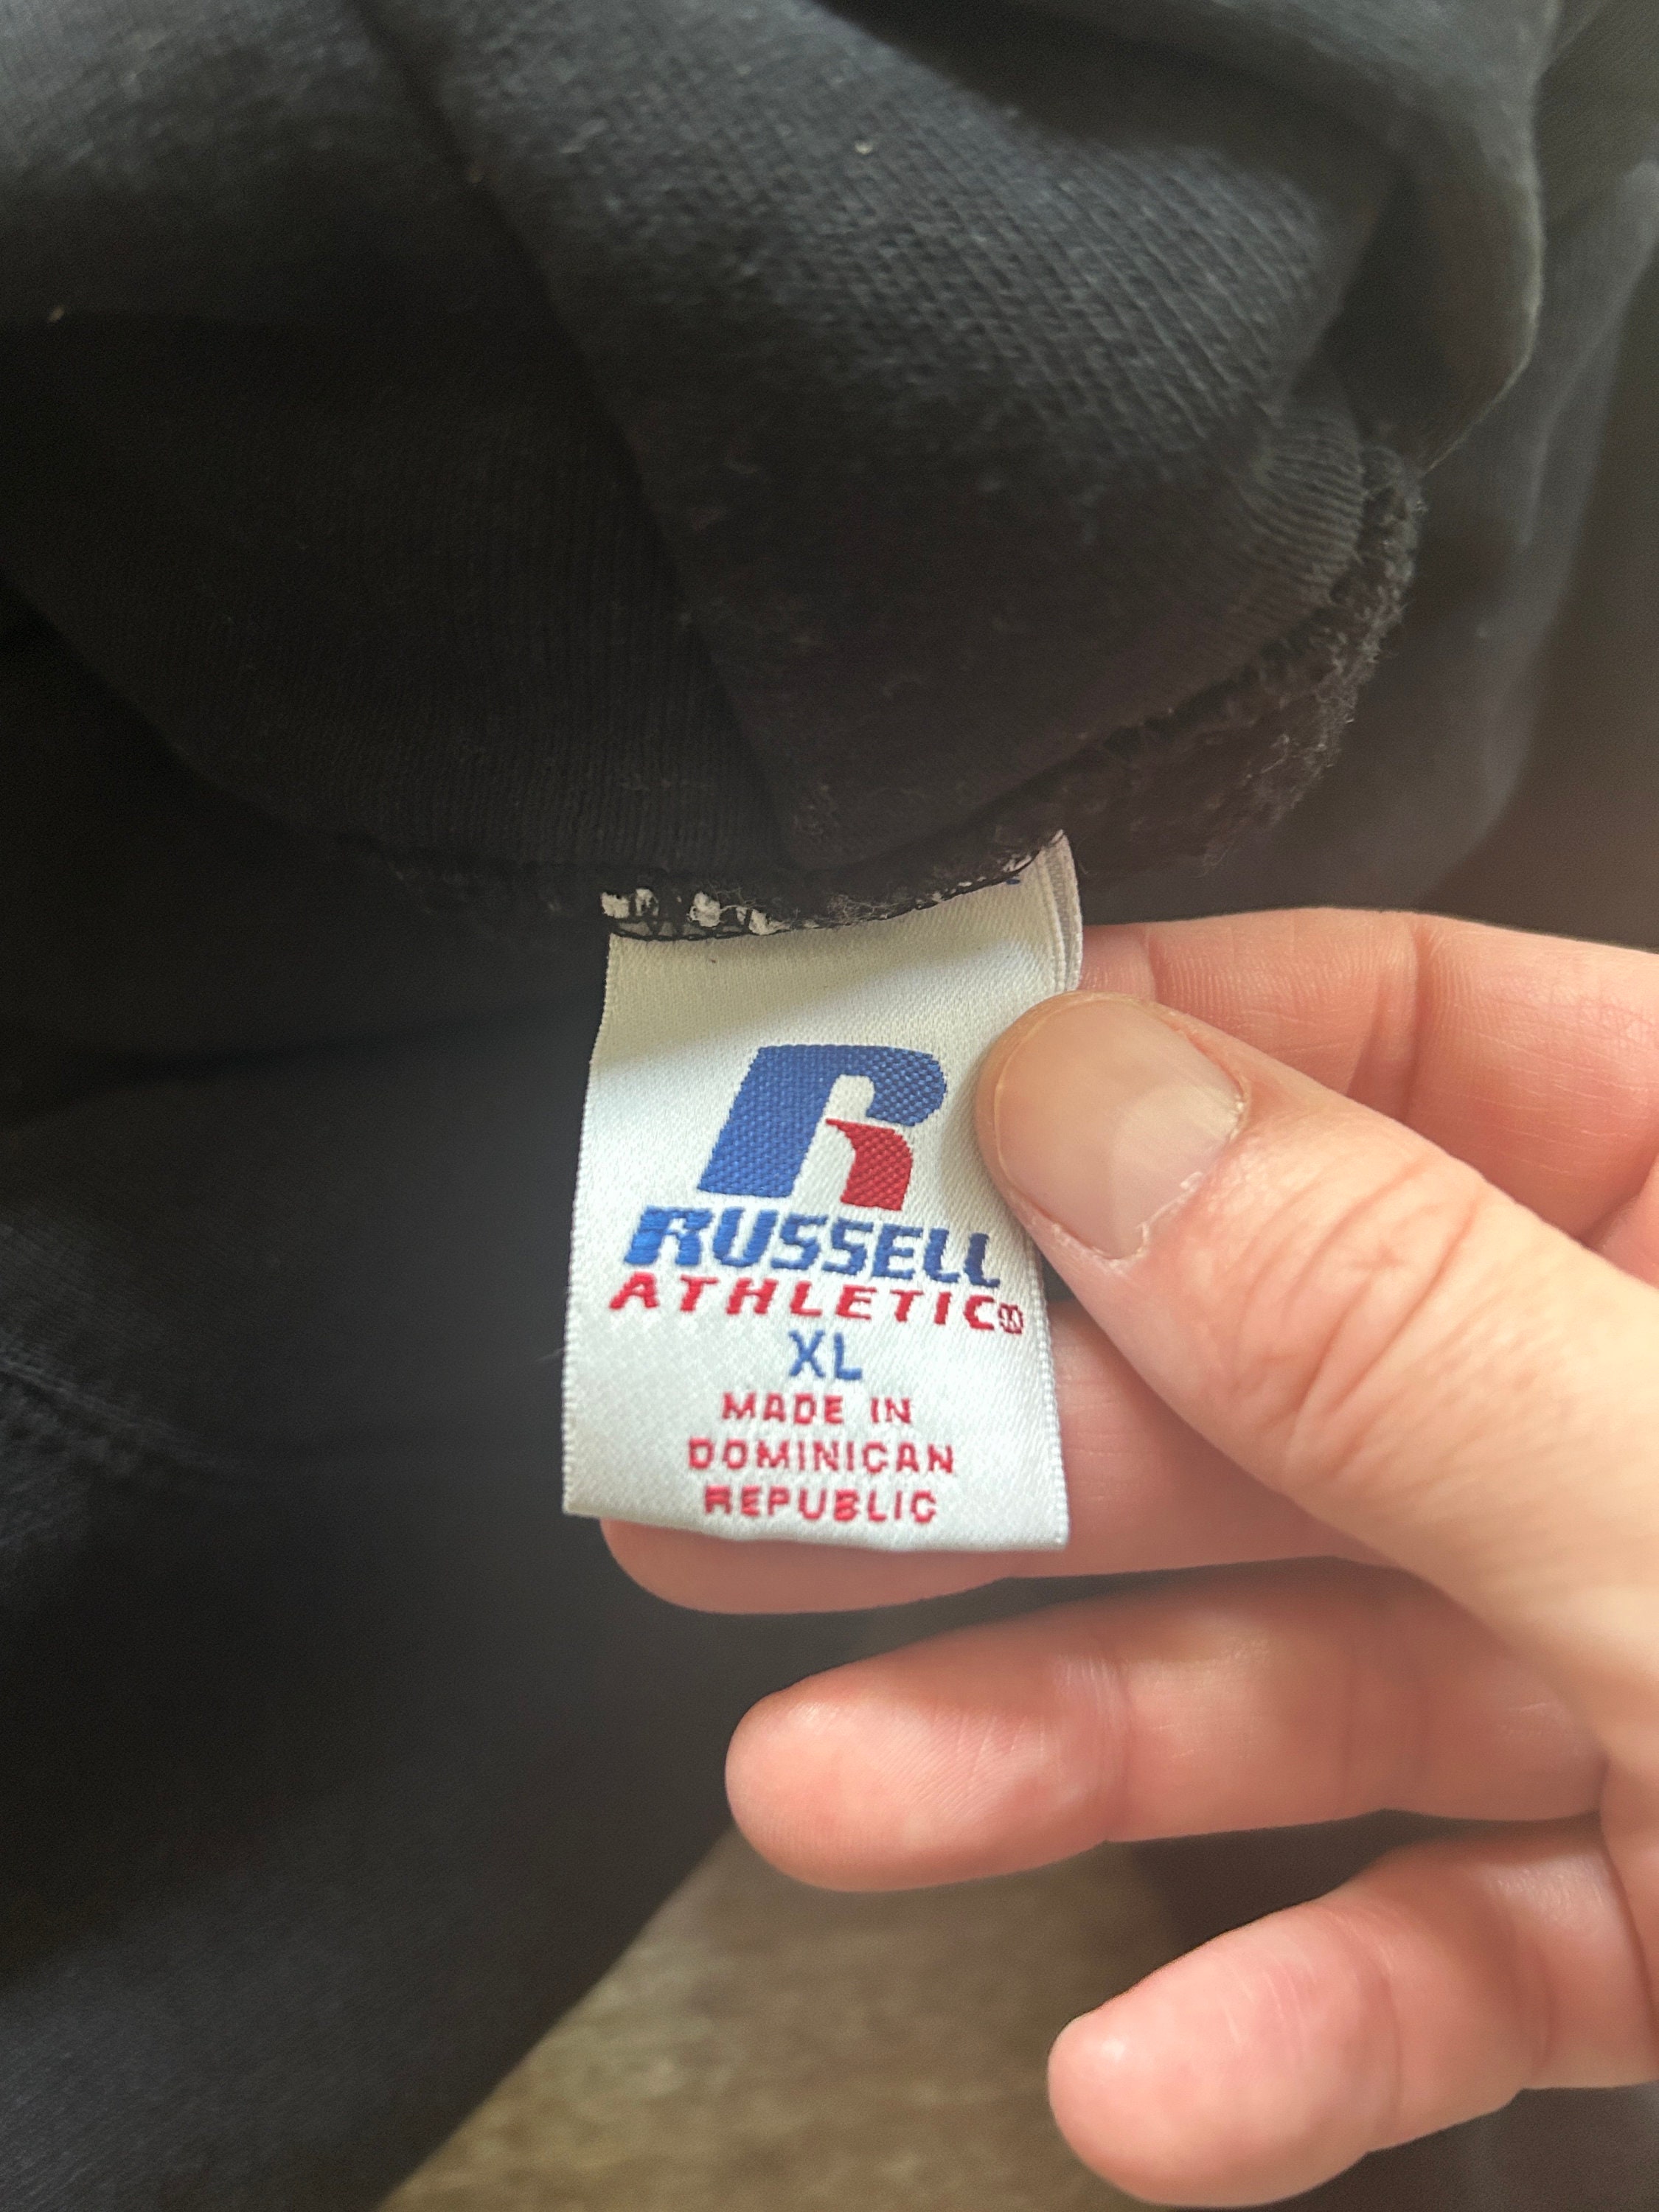 R
RUSSELL
ATHLETIC®
XL
MADE IN
DOMINICAN
REPUBLIC